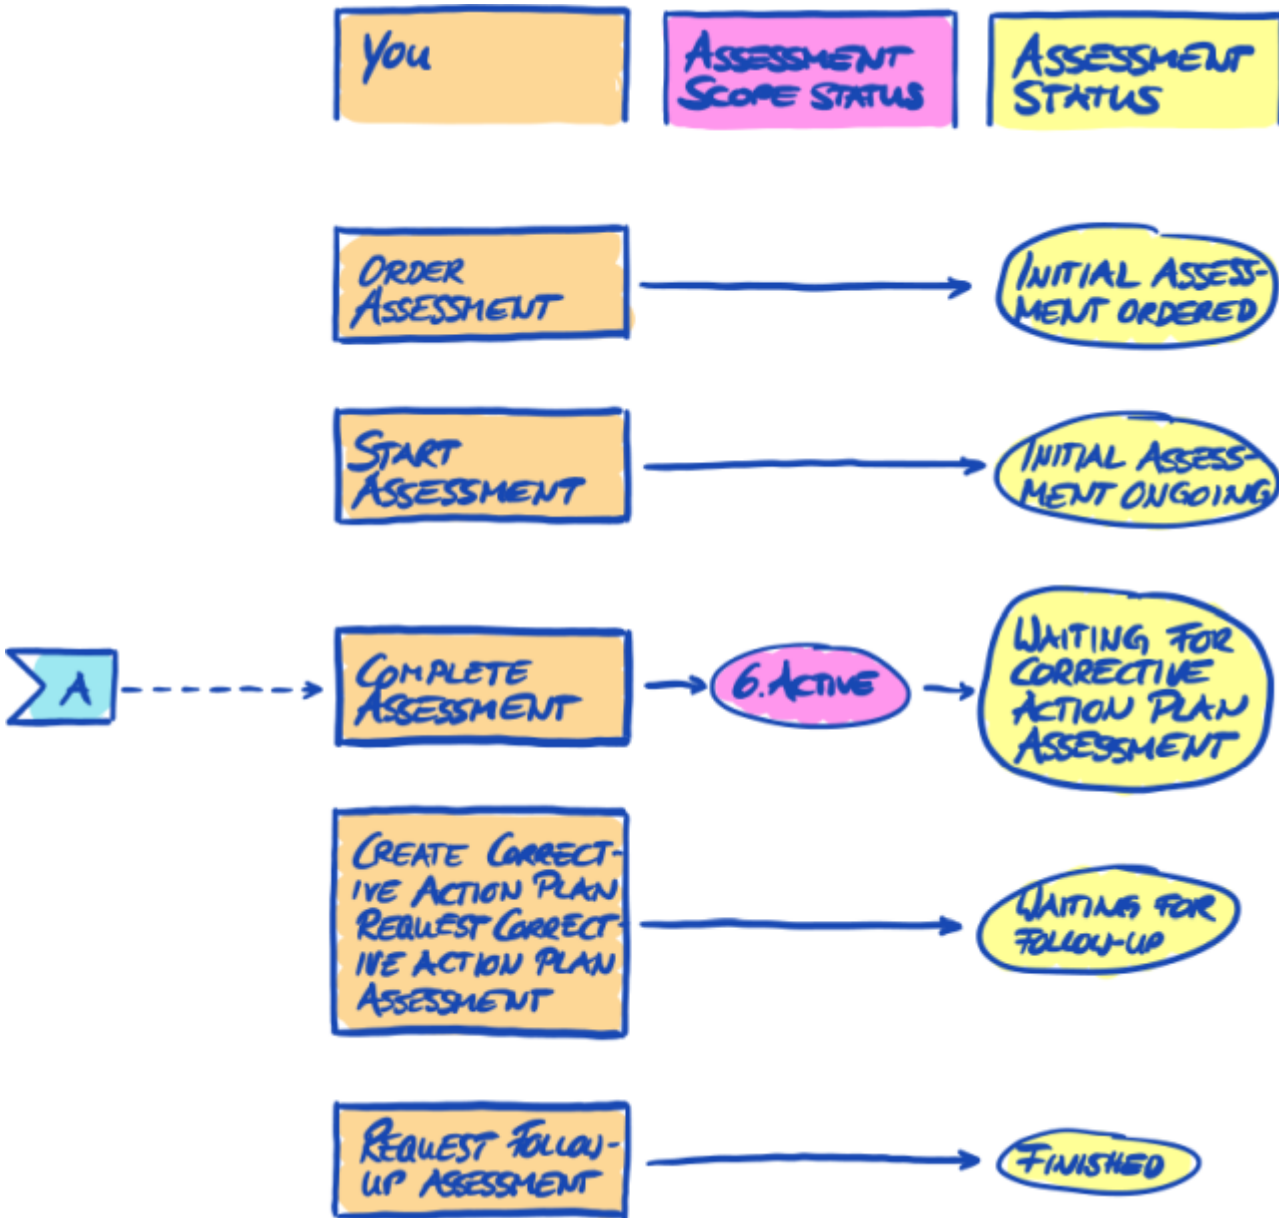 You
ASSESSMENT
SCOPE STATUS
ASSESSMENT
STATUS
ORDER
ASSESSMENT
INITIAL ASSESS-
MENT ORDERED
START
ASSESSMENT
INITIAL ASSESS-
MENT ONGOING
A
COMPLETE
ASSESSMENT
6. ACTIVE
WAITING FOR
CORRECTIVE
ACTION PLAN
ASSESSMENT
CREATE CORRECT-
IVE ACTION PLAN
REQUEST CORRECT-
IVE ACTION PLAN
ASSESSMENT
WAITING FOR
FOLLOW-UP
REQUEST FOLLOW-
UP ASSESSMENT
FINISHED